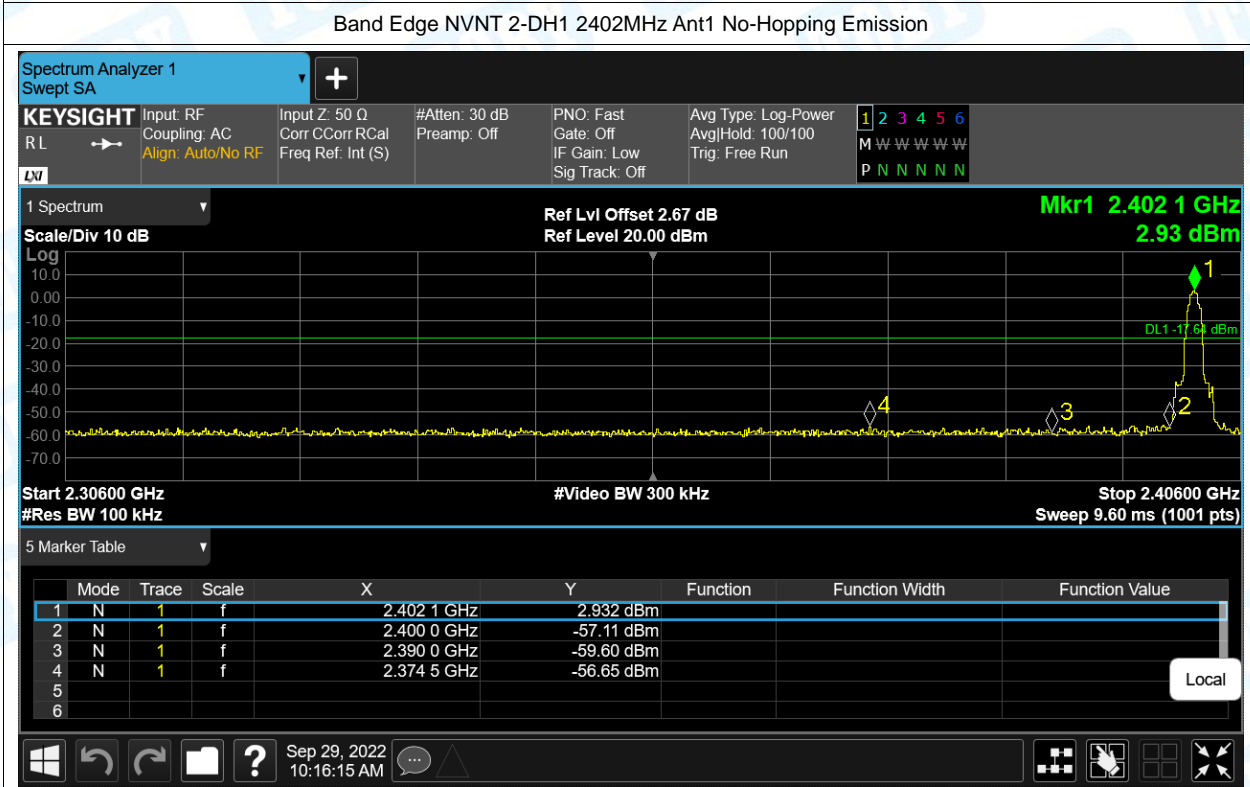 Band Edge NVNT 2-DH1 2402MHz Ant1 No-Hopping Emission
Spectrum Analyzer 1
Swept SA
KEYSIGHT
R L
LXI
Input: RF
Coupling: AC
Align: Auto/No RF
Input Z: 50 Ω
Corr CCorr RCal
Freq Ref: Int (S)
#Atten: 30 dB
Preamp: Off
PNO: Fast
Gate: Off
IF Gain: Low
Sig Track: Off
Avg Type: Log-Power
Avg|Hold: 100/100
Trig: Free Run
1 2 3 4 5 6
M W W W W W
P N N N N N
1 Spectrum
Scale/Div 10 dB
Ref Lvl Offset 2.67 dB
Ref Level 20.00 dBm
Mkr1 2.402 1 GHz
2.93 dBm
Log
10.0
0.00
-10.0
-20.0
-30.0
-40.0
-50.0
-60.0
-70.0
1
DL1 -17.64 dBm
4
3
2
Start 2.30600 GHz
#Video BW 300 kHz
Stop 2.40600 GHz
#Res BW 100 kHz
Sweep 9.60 ms (1001 pts)
5 Marker Table
Mode Trace Scale X Y Function Function Width Function Value
1 N 1 f 2.402 1 GHz 2.932 dBm
2 N 1 f 2.400 0 GHz -57.11 dBm
3 N 1 f 2.390 0 GHz -59.60 dBm
4 N 1 f 2.374 5 GHz -56.65 dBm
5
6
Local
?
Sep 29, 2022
10:16:15 AM